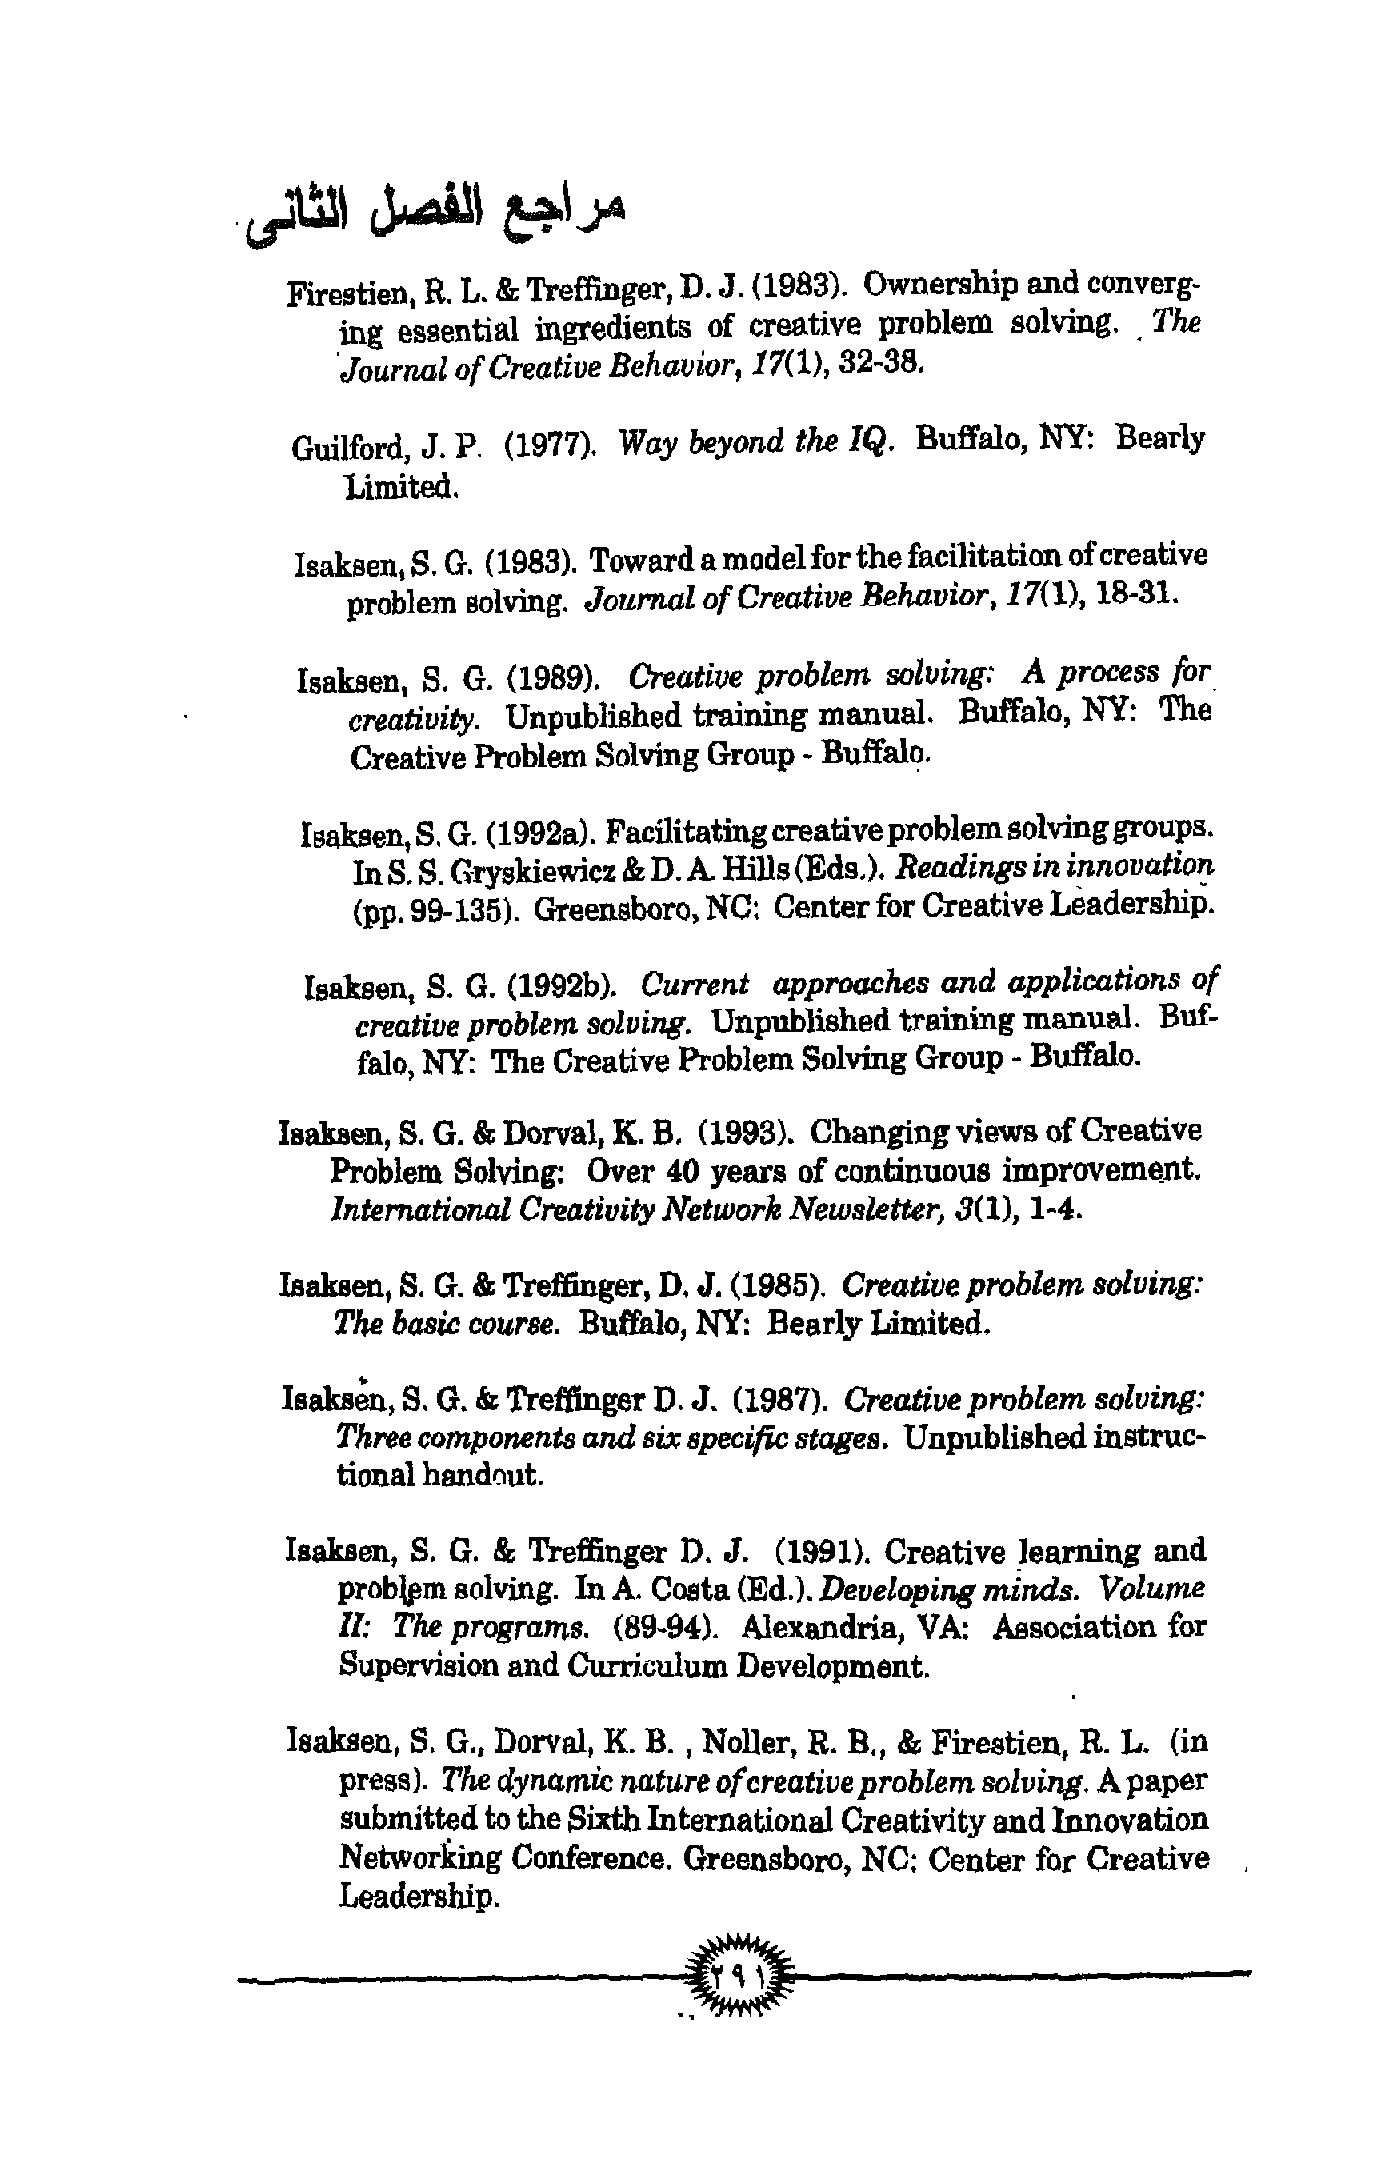 مراجع الفصل الثانى
Firestien, R. L. & Treffinger, D. J. (1983). Ownership and converg-
ing essential ingredients of creative problem solving. The
Journal of Creative Behavior, 17(1), 32-38.
Guilford, J. P. (1977). Way beyond the IQ. Buffalo, NY: Bearly
Limited.
Isaksen, S. G. (1983). Toward a model for the facilitation of creative
problem solving. Journal of Creative Behavior, 17(1), 18-31.
Isaksen, S. G. (1989). Creative problem solving: A process for
creativity. Unpublished training manual. Buffalo, NY: The
Creative Problem Solving Group - Buffalo.
Isaksen, S. G. (1992a). Facilitating creative problem solving groups.
In S. S. Gryskiewicz & D. A. Hills (Eds.). Readings in innovation
(pp. 99-135). Greensboro, NC: Center for Creative Leadership.
Isaksen, S. G. (1992b). Current approaches and applications of
creative problem solving. Unpublished training manual. Buf-
falo, NY: The Creative Problem Solving Group - Buffalo.
Isaksen, S. G. & Dorval, K. B. (1993). Changing views of Creative
Problem Solving: Over 40 years of continuous improvement.
International Creativity Network Newsletter, 3(1), 1-4.
Isaksen, S. G. & Treffinger, D. J. (1985). Creative problem solving:
The basic course. Buffalo, NY: Bearly Limited.
Isaksen, S. G. & Treffinger D. J. (1987). Creative problem solving:
Three components and six specific stages. Unpublished instruc-
tional handout.
Isaksen, S. G. & Treffinger D. J. (1991). Creative learning and
problem solving. In A. Costa (Ed.). Developing minds. Volume
II: The programs. (89-94). Alexandria, VA: Association for
Supervision and Curriculum Development.
Isaksen, S. G., Dorval, K. B. , Noller, R. B., & Firestien, R. L. (in
press). The dynamic nature of creative problem solving. A paper
submitted to the Sixth International Creativity and Innovation
Networking Conference. Greensboro, NC: Center for Creative
Leadership.
٢٩١